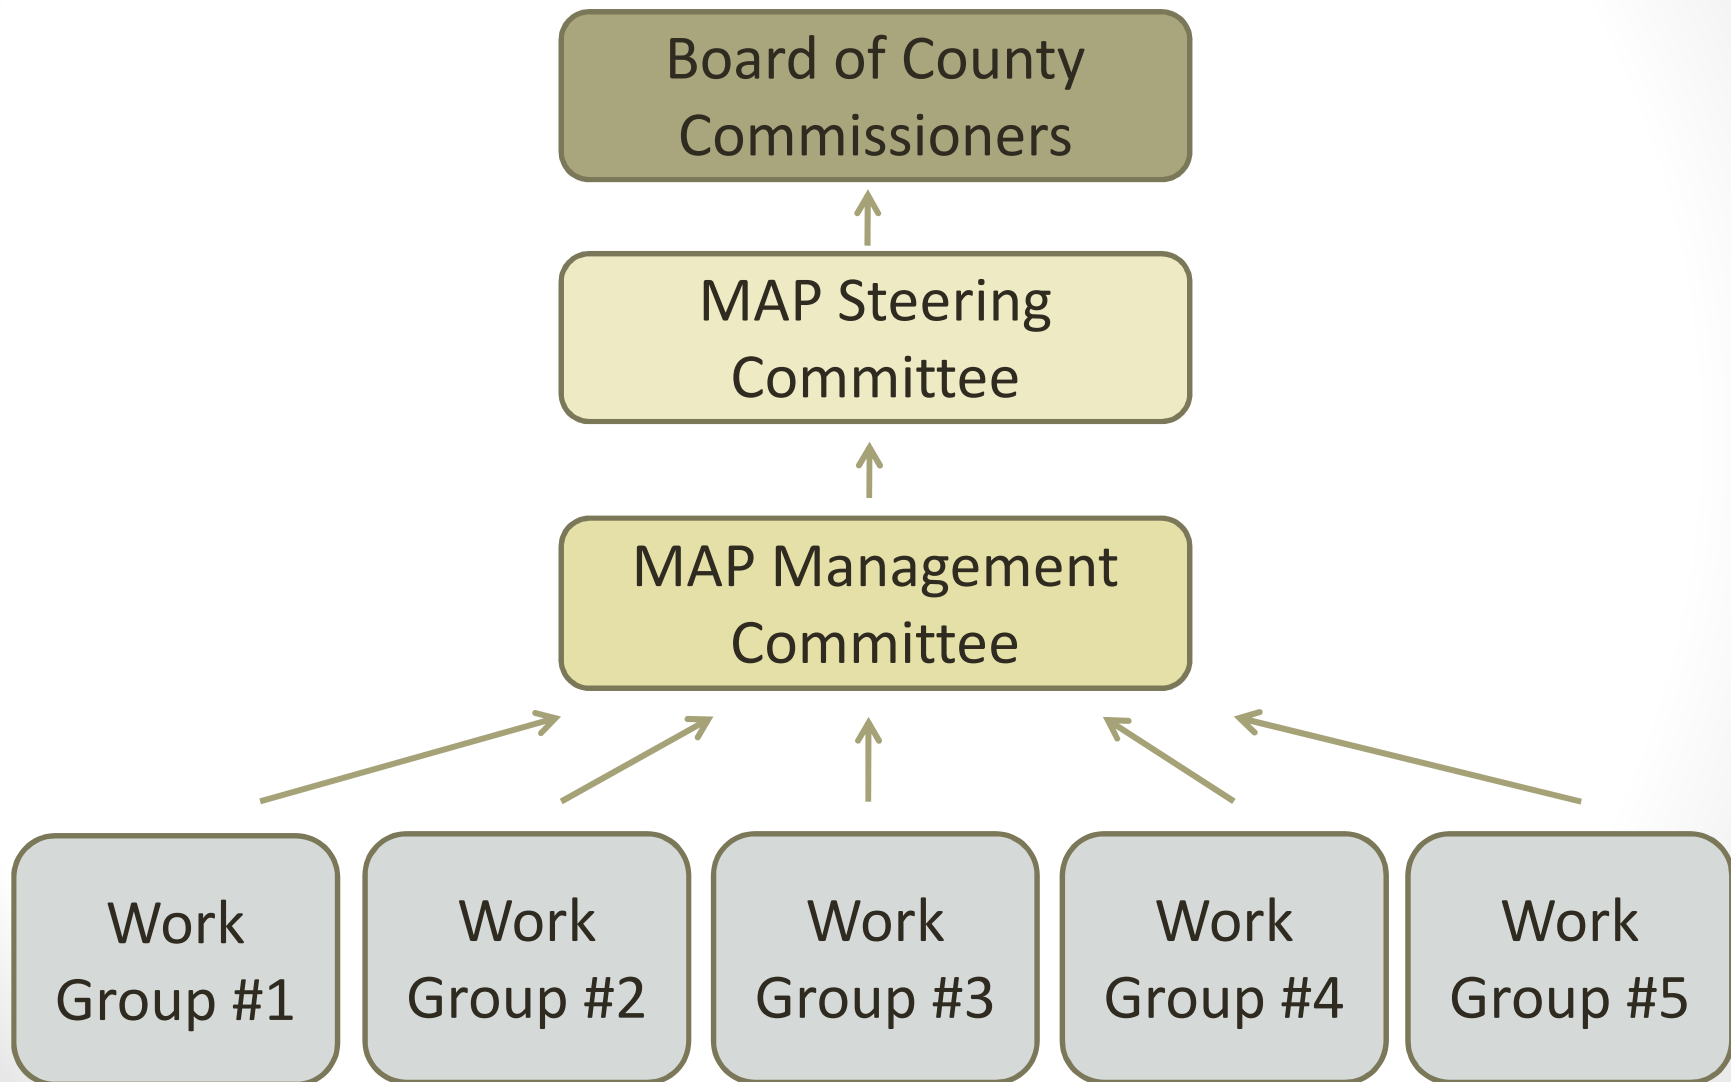 Board of County
Commissioners
MAP Steering
Committee
MAP Management
Committee
Work
Group #1
Work
Group #2
Work
Group #3
Work
Group #4
Work
Group #5